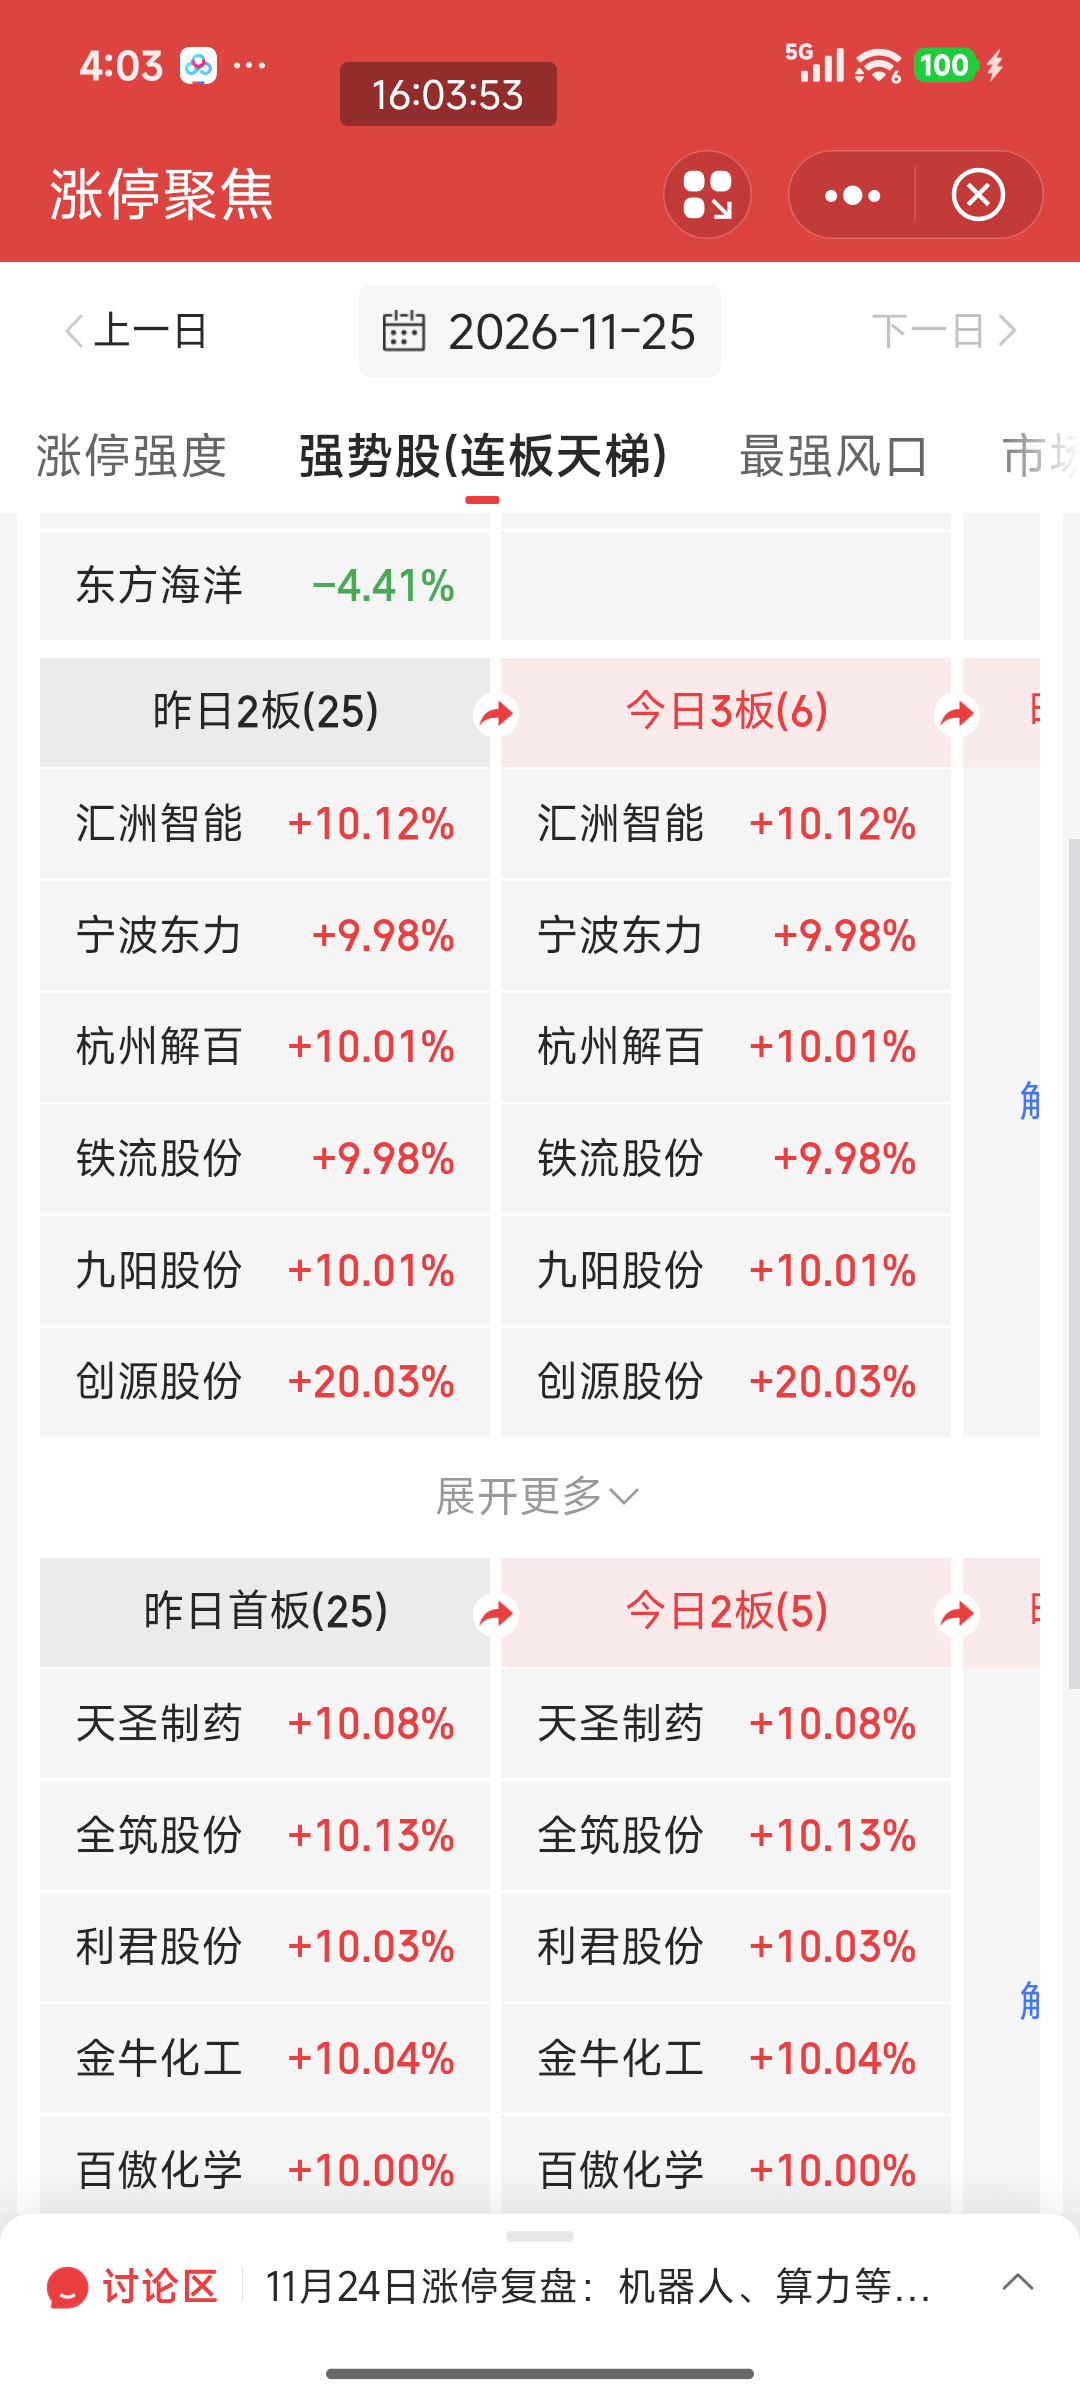 4:03 ... 5G 6 100
16:03:53
涨停聚焦
上一日 2026-11-25 下一日
涨停强度 强势股(连板天梯) 最强风口 市场
东方海洋 -4.41%
昨日2板(25) 今日3板(6)
汇洲智能 +10.12% 汇洲智能 +10.12%
宁波东力 +9.98% 宁波东力 +9.98%
杭州解百 +10.01% 杭州解百 +10.01%
铁流股份 +9.98% 铁流股份 +9.98%
九阳股份 +10.01% 九阳股份 +10.01%
创源股份 +20.03% 创源股份 +20.03%
展开更多
昨日首板(25) 今日2板(5)
天圣制药 +10.08% 天圣制药 +10.08%
全筑股份 +10.13% 全筑股份 +10.13%
利君股份 +10.03% 利君股份 +10.03%
金牛化工 +10.04% 金牛化工 +10.04%
百傲化学 +10.00% 百傲化学 +10.00%
讨论区 11月24日涨停复盘：机器人、算力等...